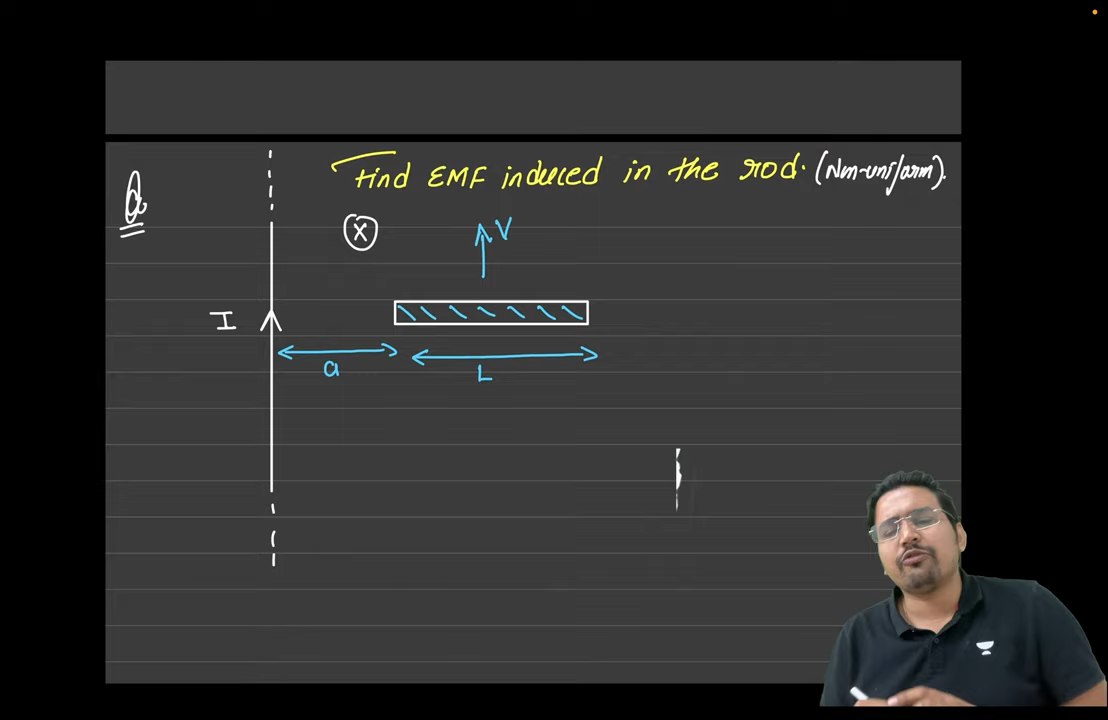 Find EMF induced in the rod. (Non-uniform).
Q
X
V
I
a
L